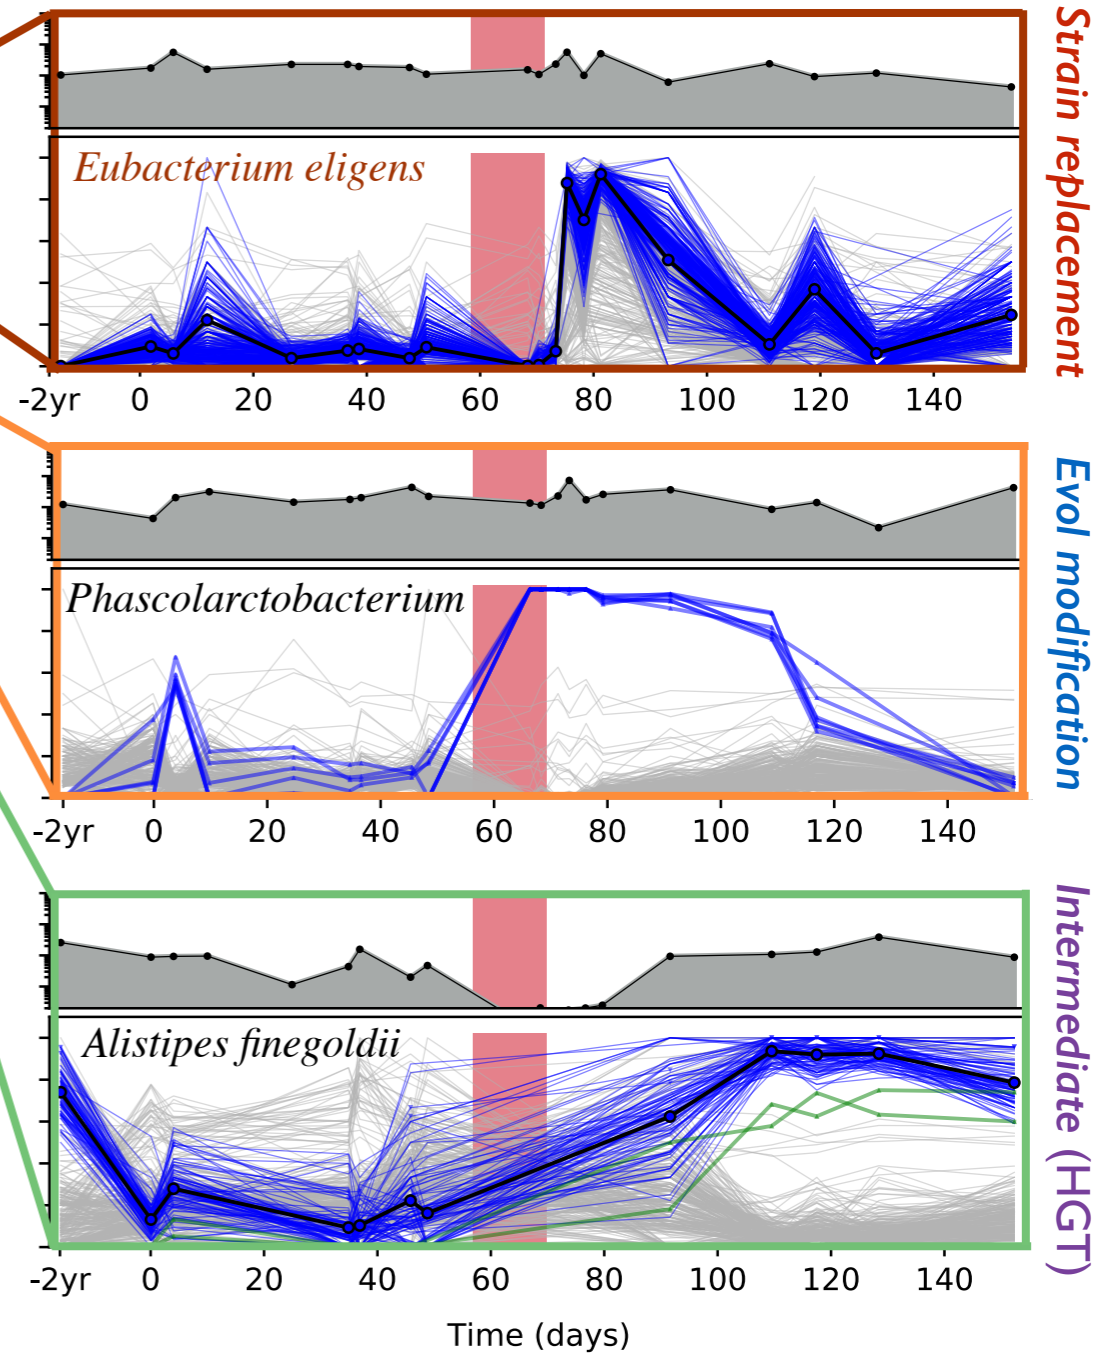 Strain replacement
Eubacterium eligens
-2yr 0 20 40 60 80 100 120 140
Evol modification
Phascolarctobacterium
-2yr 0 20 40 60 80 100 120 140
Intermediate (HGT)
Alistipes finegoldii
-2yr 0 20 40 60 80 100 120 140
Time (days)